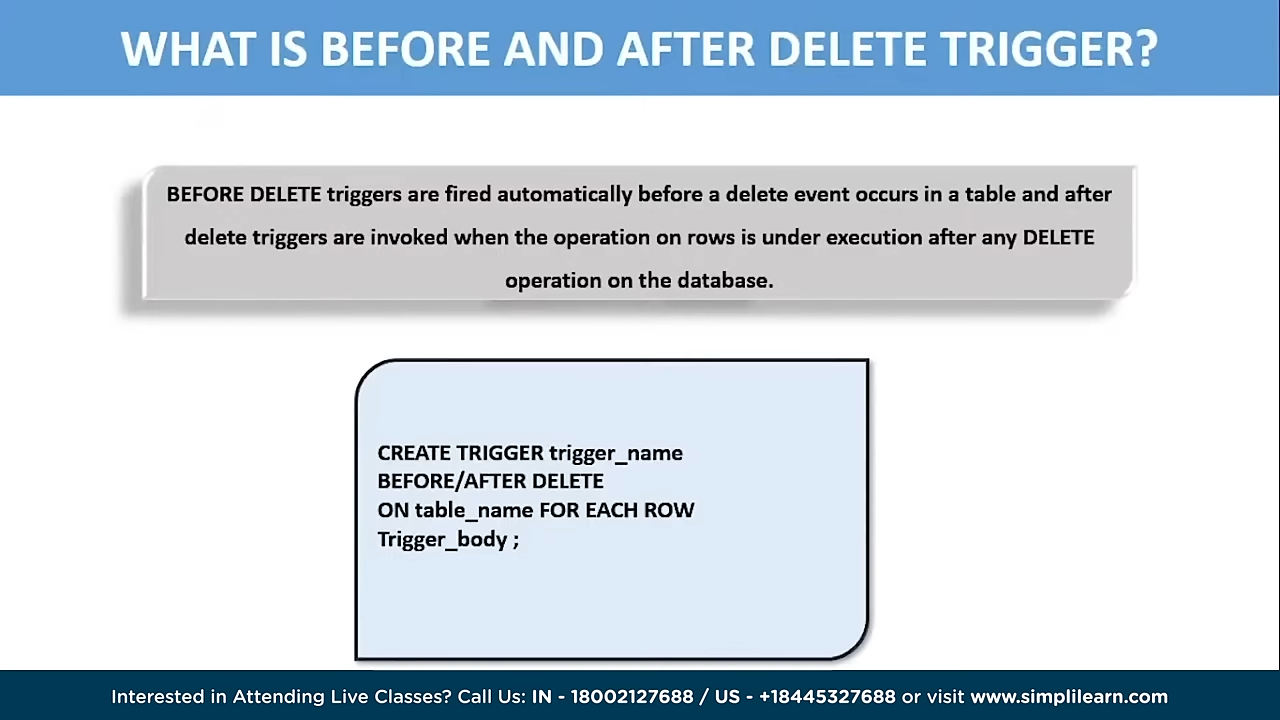 WHAT IS BEFORE AND AFTER DELETE TRIGGER?
BEFORE DELETE triggers are fired automatically before a delete event occurs in a table and after
delete triggers are invoked when the operation on rows is under execution after any DELETE
operation on the database.
CREATE TRIGGER trigger_name
BEFORE/AFTER DELETE
ON table_name FOR EACH ROW
Trigger_body ;
Interested in Attending Live Classes? Call Us: IN - 18002127688 / US - +18445327688 or visit www.simplilearn.com